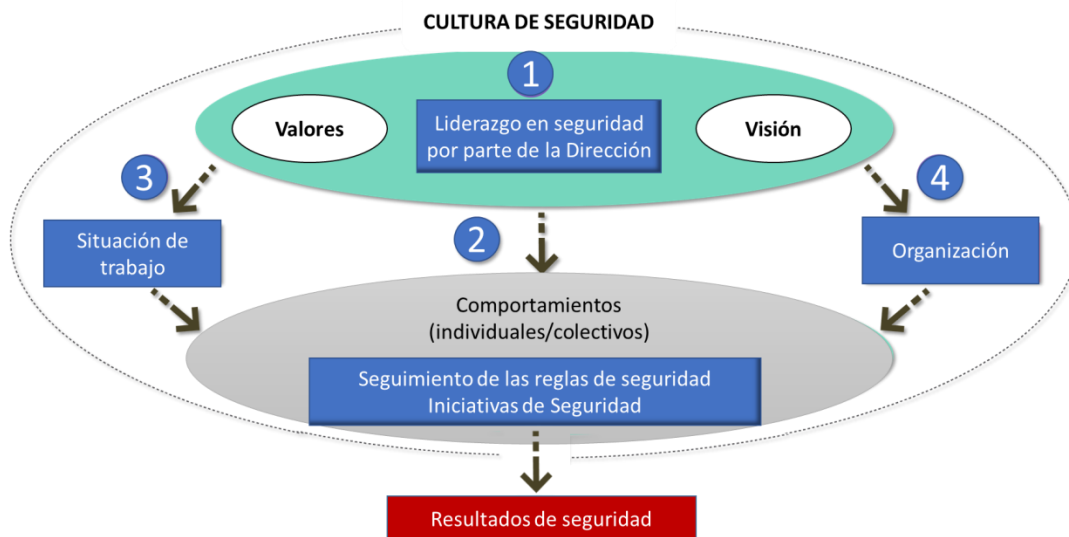 CULTURA DE SEGURIDAD
1
Valores
Liderazgo en seguridad
por parte de la Dirección
Visión
3
4
2
Situación de
trabajo
Organización
Comportamientos
(individuales/colectivos)
Seguimiento de las reglas de seguridad
Iniciativas de Seguridad
Resultados de seguridad